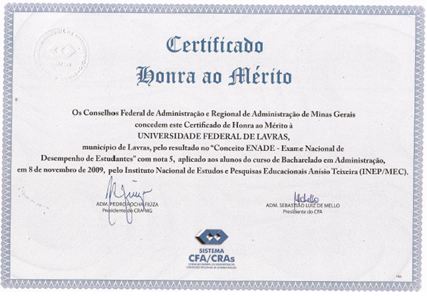 Certificado
Honra ao Mérito
Os Conselhos Federal de Administração e Regional de Administração de Minas Gerais
concedem este Certificado de Honra ao Mérito à
UNIVERSIDADE FEDERAL DE LAVRAS,
município de Lavras, pelo resultado no "Conceito ENADE - Exame Nacional de
Desempenho de Estudantes" com nota 5, aplicado aos alunos do curso de Bacharelado em Administração,
em 8 de novembro de 2009, pelo Instituto Nacional de Estudos e Pesquisas Educacionais Anísio Teixeira (INEP/MEC).
ADM. PEDRO ROCHA FIUZA
Presidente do CRA/MG
ADM. SEBASTIÃO LUIZ DE MELLO
Presidente do CFA
SISTEMA
CFA/CRAs